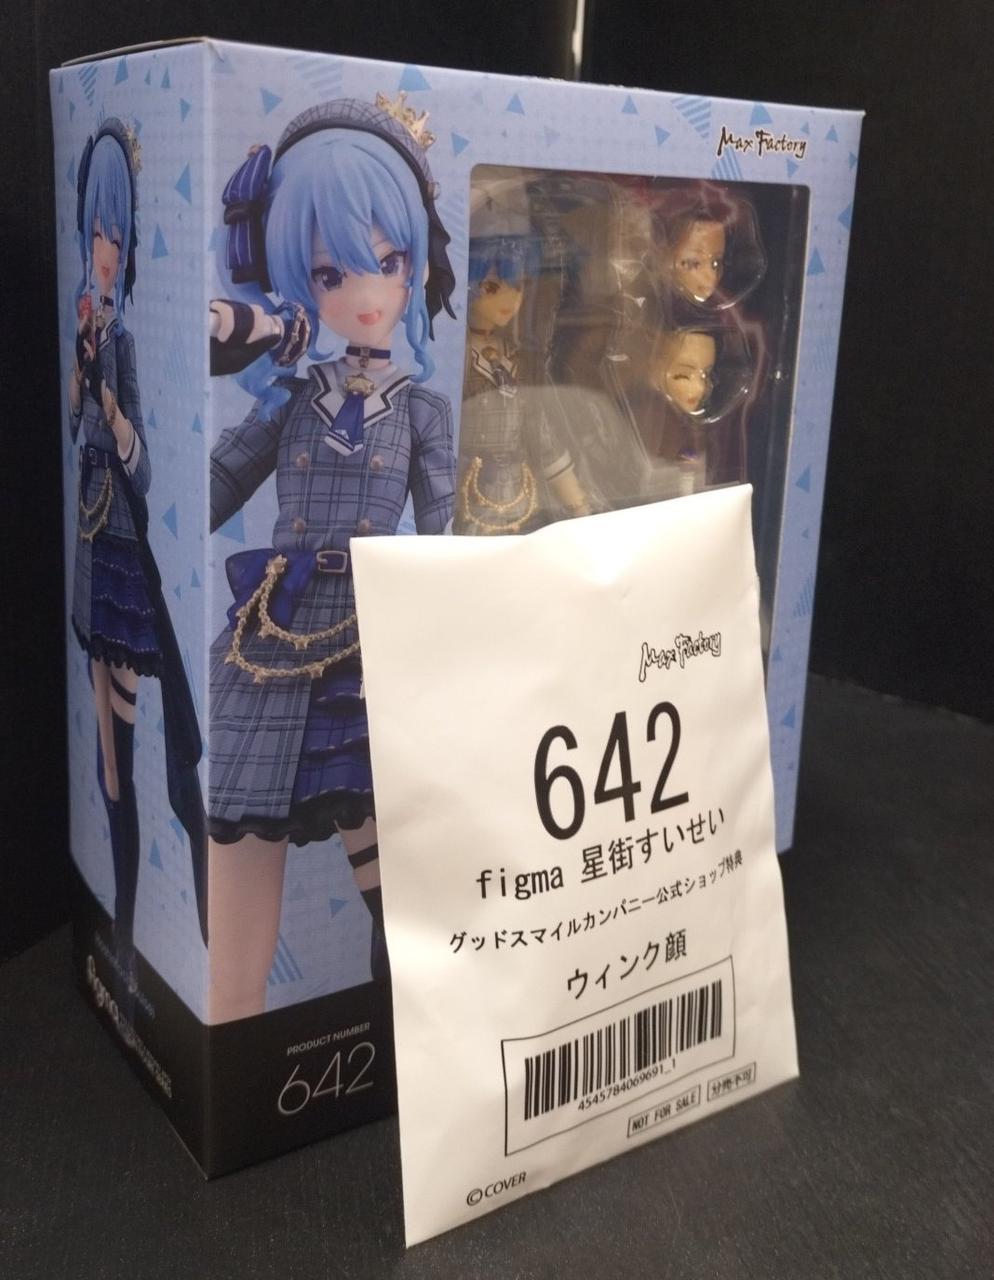 Max Factory
PRODUCT NUMBER
642
Max Factory
642
figma 星街すいせい
グッドスマイルカンパニー公式ショップ特典
ウィンク顔
4545784069691_1
NOT FOR SALE
分売不可
©COVER